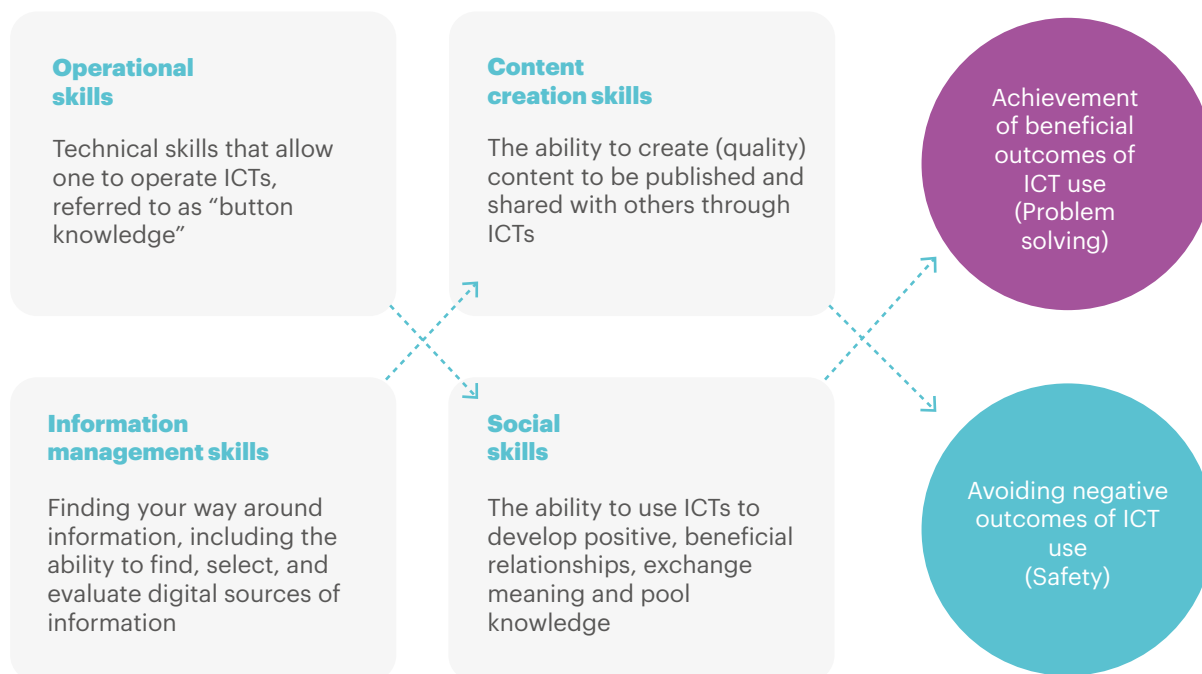 Operational
skills
Technical skills that allow
one to operate ICTs,
referred to as “button
knowledge”
Content
creation skills
The ability to create (quality)
content to be published and
shared with others through
ICTs
Achievement
of beneficial
outcomes of
ICT use
(Problem
solving)
Information
management skills
Finding your way around
information, including the
ability to find, select, and
evaluate digital sources of
information
Social
skills
The ability to use ICTs to
develop positive, beneficial
relationships, exchange
meaning and pool
knowledge
Avoiding negative
outcomes of ICT
use
(Safety)